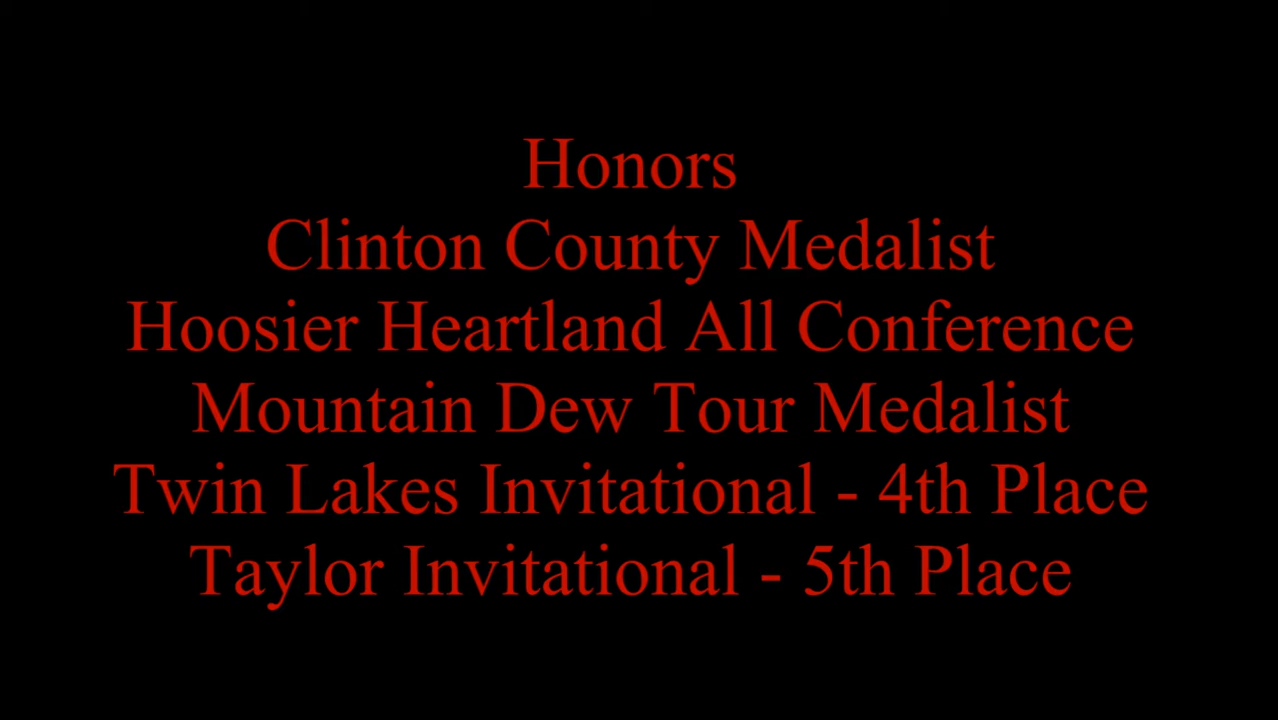 Honors
Clinton County Medalist
Hoosier Heartland All Conference
Mountain Dew Tour Medalist
Twin Lakes Invitational - 4th Place
Taylor Invitational - 5th Place